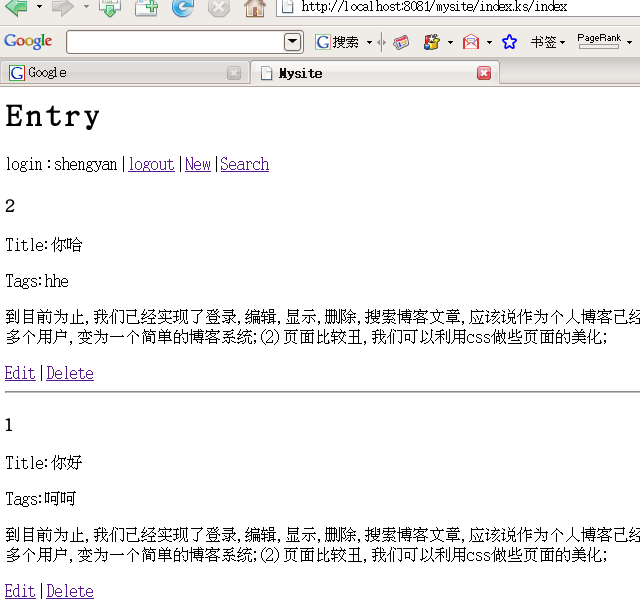 http://localhost:8081/mysite/index.ks/index
Google 搜索 书签 PageRank
Google Mysite
Entry
login :shengyan |logout |New |Search
2
Title:你哈
Tags:hhe
到目前为止,我们已经实现了登录,编辑,显示,删除,搜索博客文章,应该说作为个人博客已经
多个用户,变为一个简单的博客系统;(2)页面比较丑,我们可以利用css做些页面的美化;
Edit|Delete
1
Title:你好
Tags:呵呵
到目前为止,我们已经实现了登录,编辑,显示,删除,搜索博客文章,应该说作为个人博客已经
多个用户,变为一个简单的博客系统;(2)页面比较丑,我们可以利用css做些页面的美化;
Edit|Delete